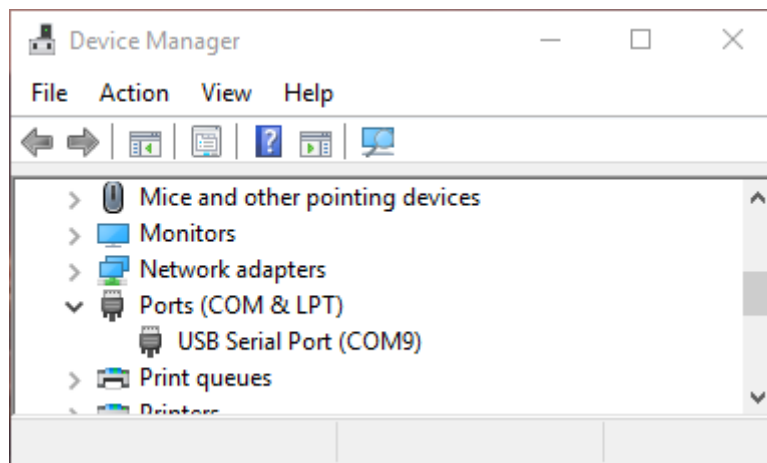 Device Manager
File Action View Help
Mice and other pointing devices
Monitors
Network adapters
Ports (COM & LPT)
USB Serial Port (COM9)
Print queues
Printers